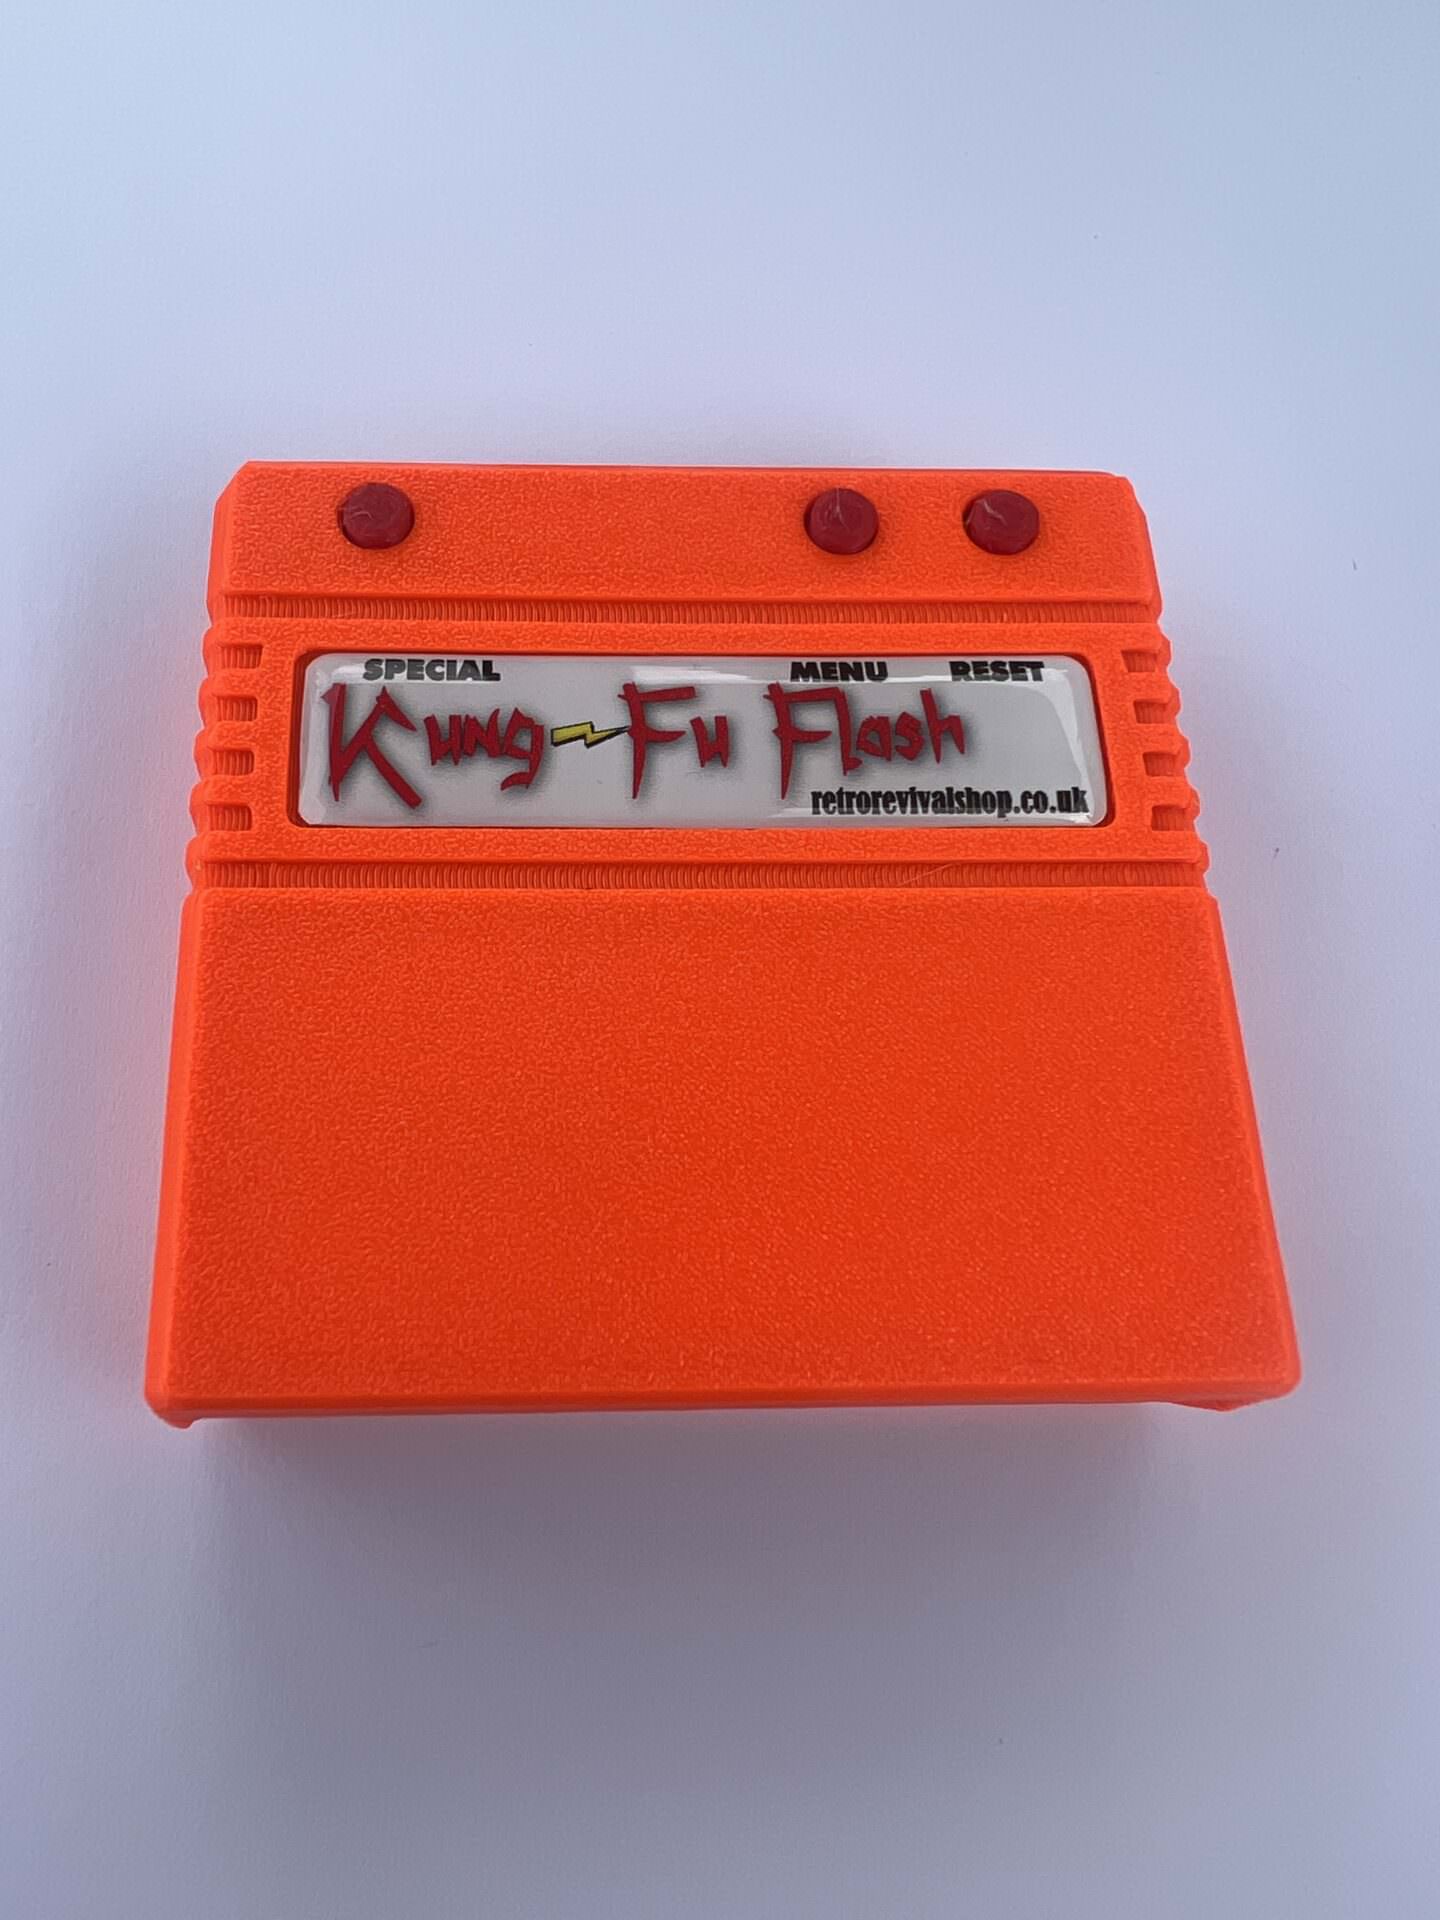 SPECIAL MENU RESET
Kung-Fu Flash
retrorevivalshop.co.uk